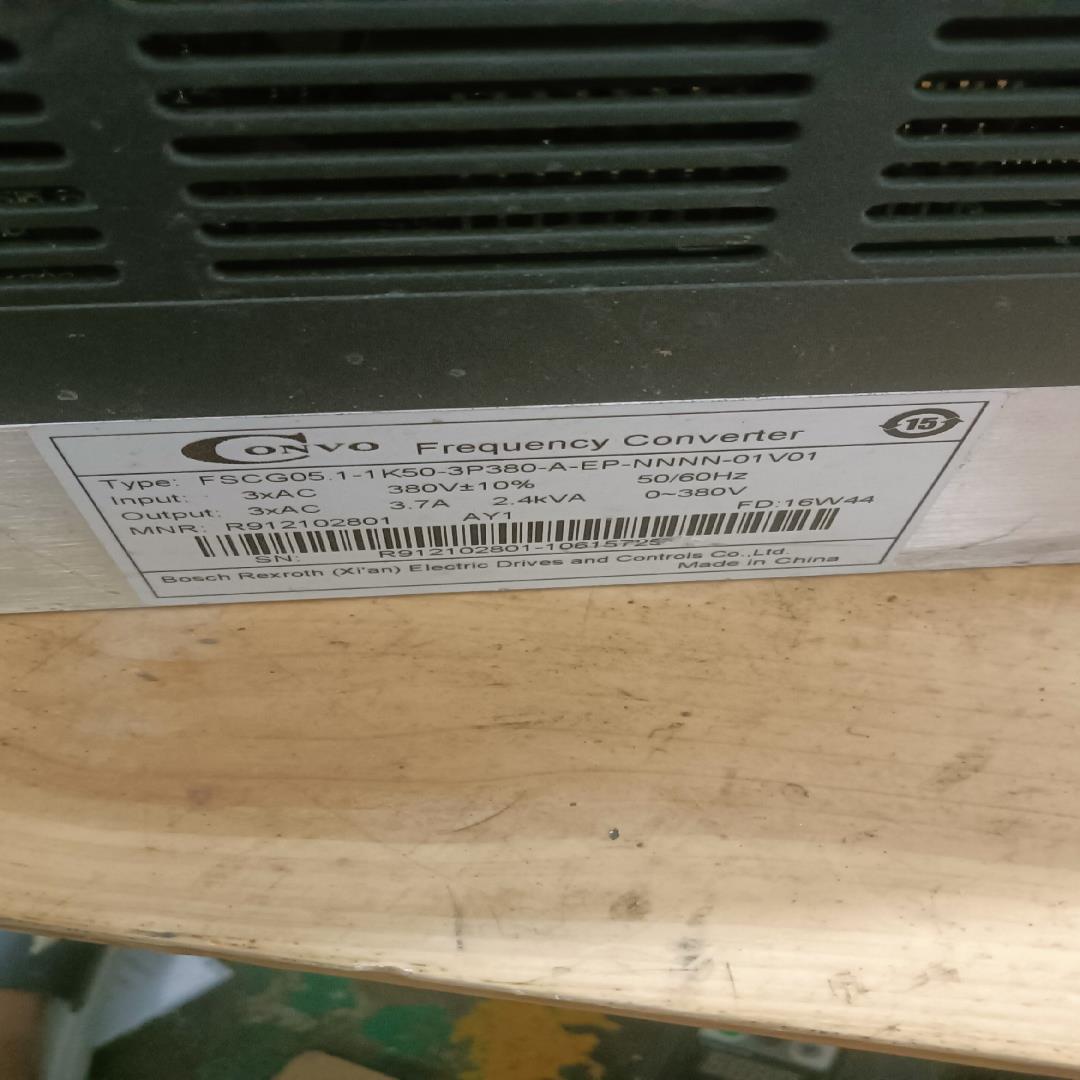 CONVO Frequency Converter 15
Type: FSCG05.1-1K50-3P380-A-EP-NNNN-01V01
Input: 3xAC 380V±10% 50/60Hz
Output: 3xAC 3.7A 2.4kVA 0~380V
MNR: R912102801 AY1 FD:16W44
SN: R912102801-10615725
Bosch Rexroth (Xi'an) Electric Drives and Controls Co.,Ltd.
Made in China